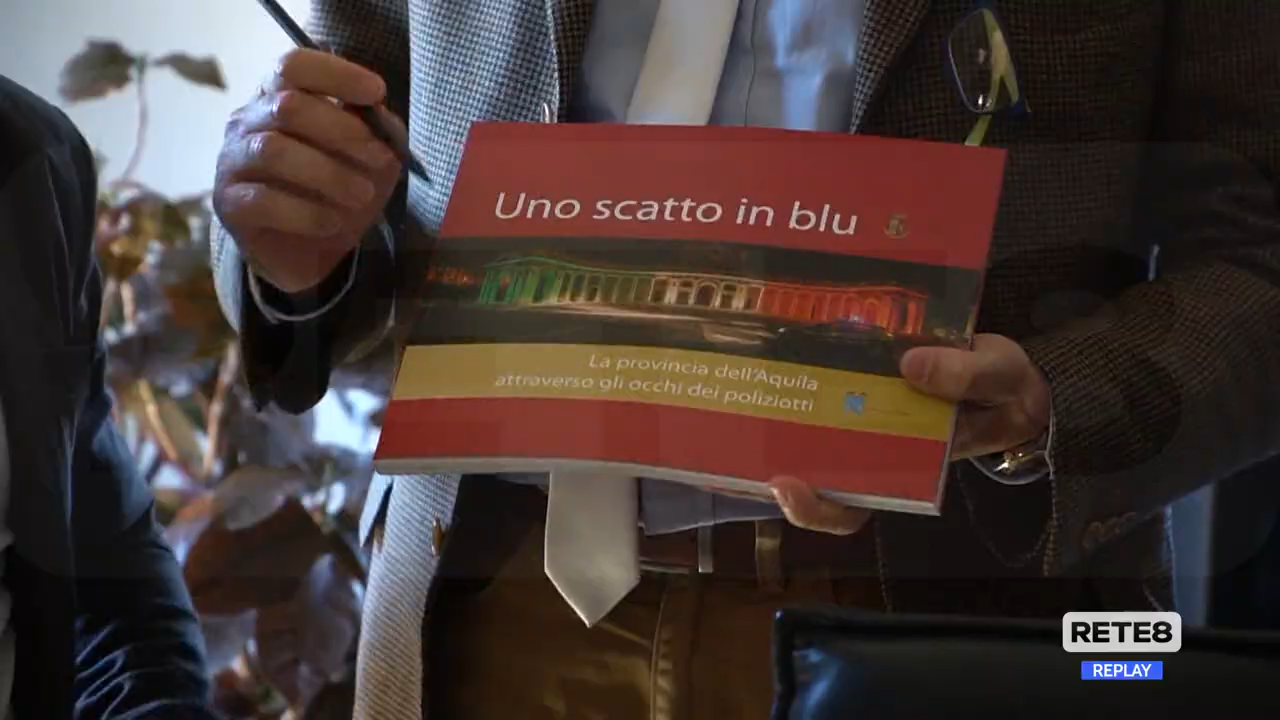 Uno scatto in blu
La provincia dell'Aquila
attraverso gli occhi dei poliziotti
RETE8
REPLAY